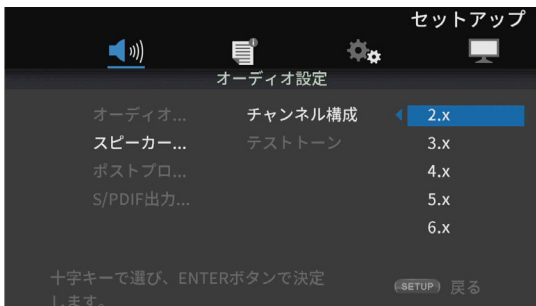 セットアップ
オーディオ設定
オーディオ... チャンネル構成 2.x
スピーカー... テストトーン 3.x
ポストプロ... 4.x
S/PDIF出力... 5.x
6.x
十字キーで選び、ENTERボタンで決定
します。
SETUP 戻る